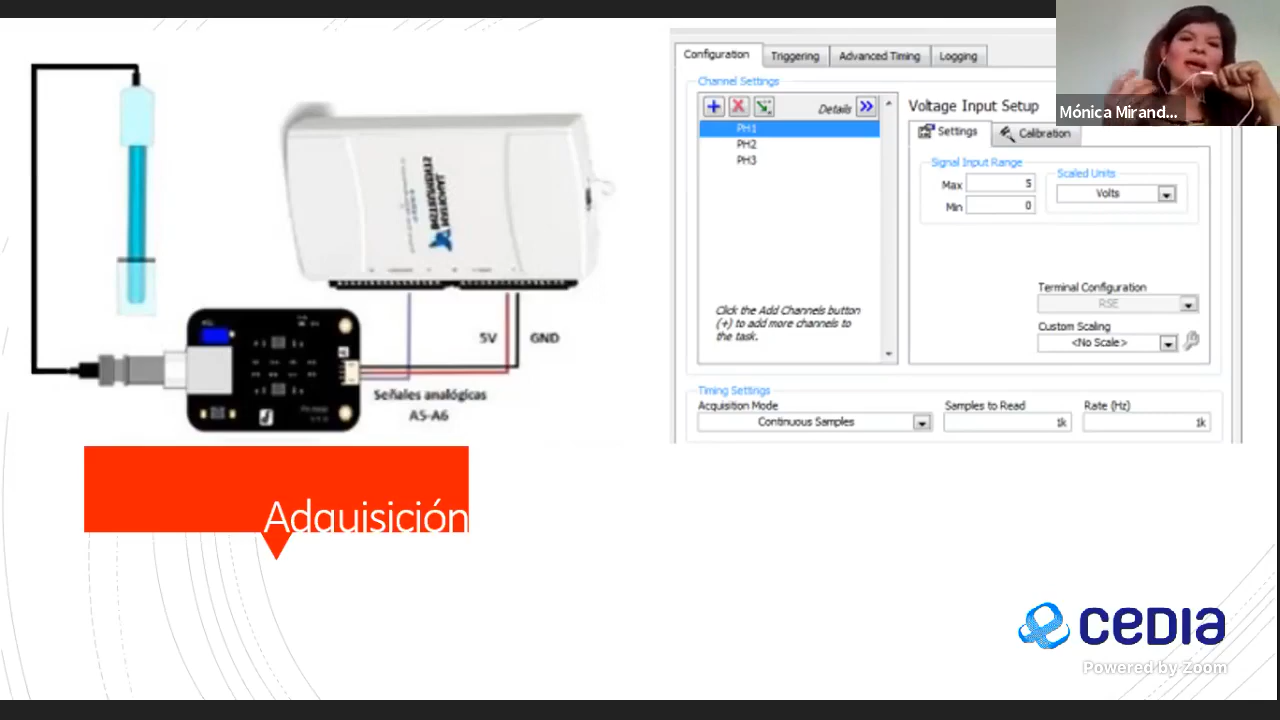 5V
GND
Señales analógicas
A5-A6
NATIONAL
INSTRUMENTS
Adquisición
Configuration
Triggering
Advanced Timing
Logging
Channel Settings
Details
PH1
PH2
PH3
Click the Add Channels button
(+) to add more channels to
the task.
Voltage Input Setup
Settings
Calibration
Signal Input Range
Max 5
Min 0
Scaled Units
Volts
Terminal Configuration
RSE
Custom Scaling
<No Scale>
Timing Settings
Acquisition Mode
Continuous Samples
Samples to Read
1k
Rate (Hz)
1k
Mónica Mirand...
CEDIA
Powered by Zoom